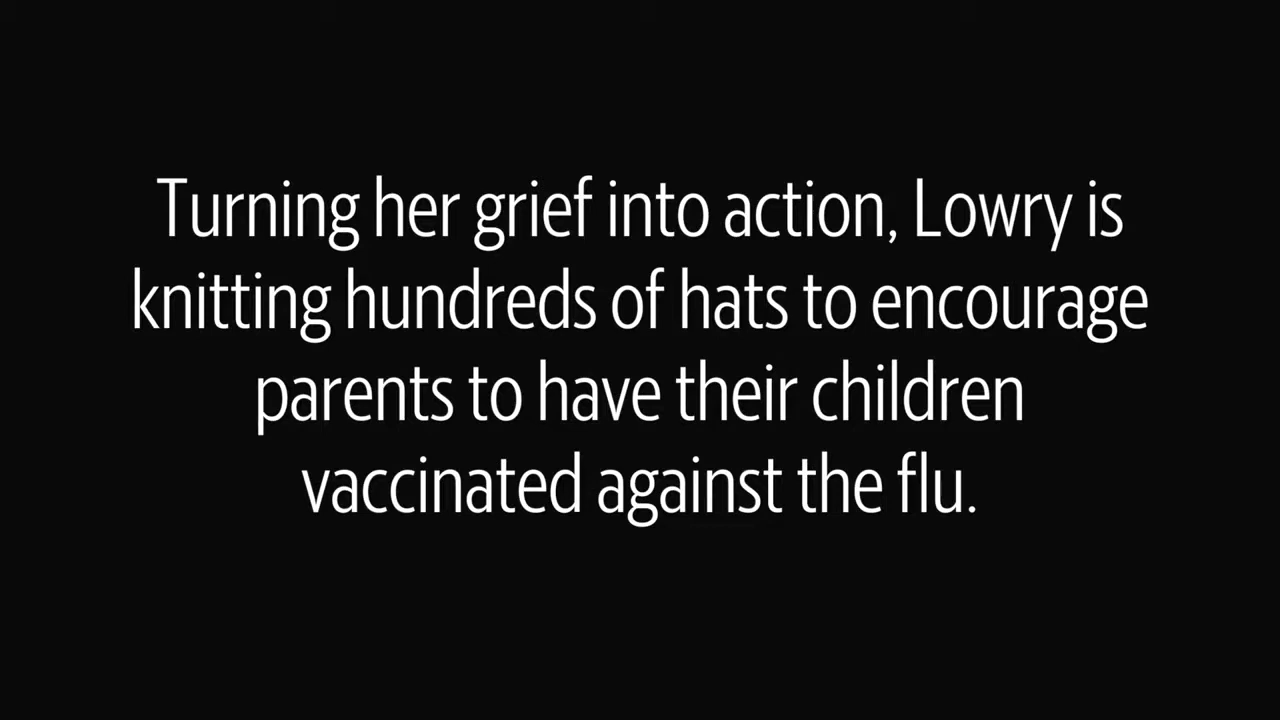 Turning her grief into action, Lowry is
knitting hundreds of hats to encourage
parents to have their children
vaccinated against the flu.